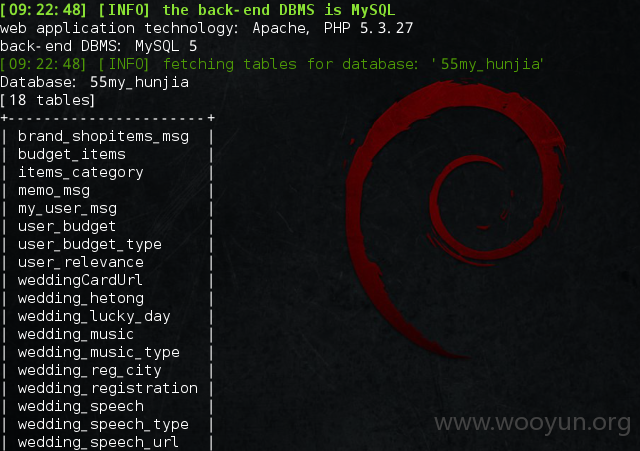 [09:22:48] [INFO] the back-end DBMS is MySQL
web application technology: Apache, PHP 5.3.27
back-end DBMS: MySQL 5
[09:22:48] [INFO] fetching tables for database: '55my_hunjia'
Database: 55my_hunjia
[18 tables]
+-----------------------+
| brand_shopitems_msg |
| budget_items |
| items_category |
| memo_msg |
| my_user_msg |
| user_budget |
| user_budget_type |
| user_relevance |
| weddingCardUrl |
| wedding_hetong |
| wedding_lucky_day |
| wedding_music |
| wedding_music_type |
| wedding_reg_city |
| wedding_registration |
| wedding_speech |
| wedding_speech_type |
| wedding_speech_url |
www.wooyun.org